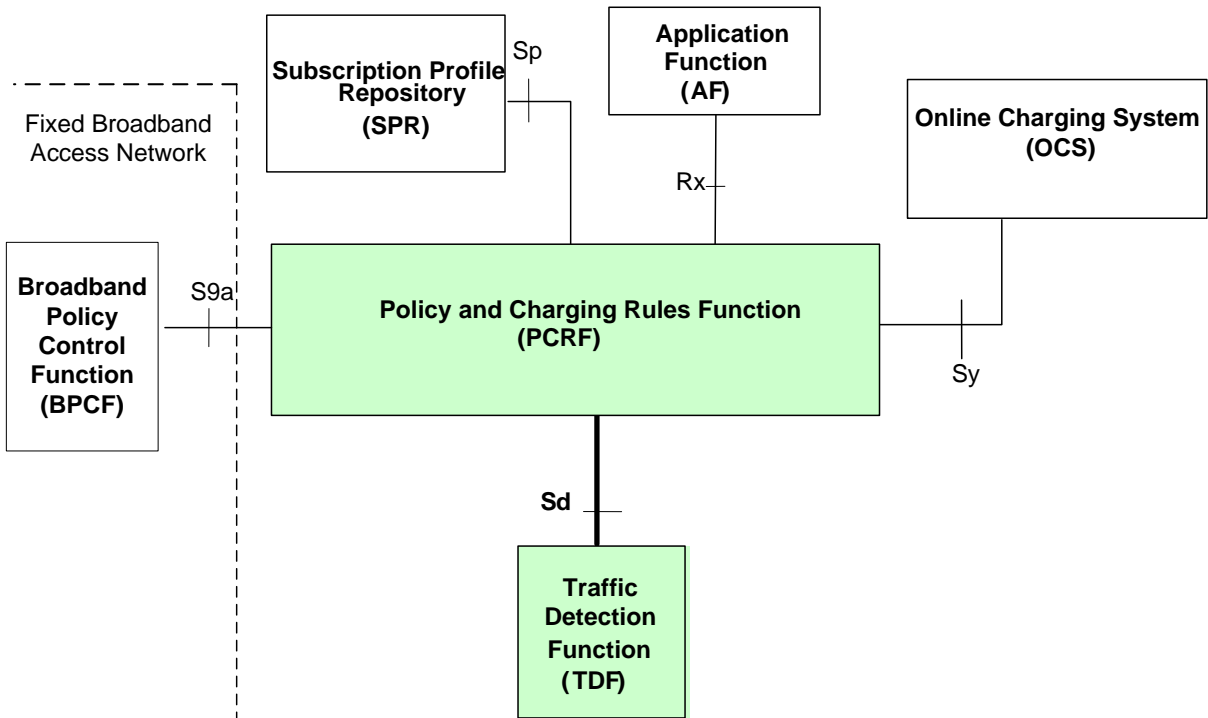 Sp
Subscription Profile
Repository
(SPR)
Application
Function
(AF)
Online Charging System
(OCS)
Fixed Broadband
Access Network
Rx
Broadband
Policy
Control
Function
(BPCF)
S9a
Policy and Charging Rules Function
(PCRF)
Sy
Sd
Traffic
Detection
Function
(TDF)